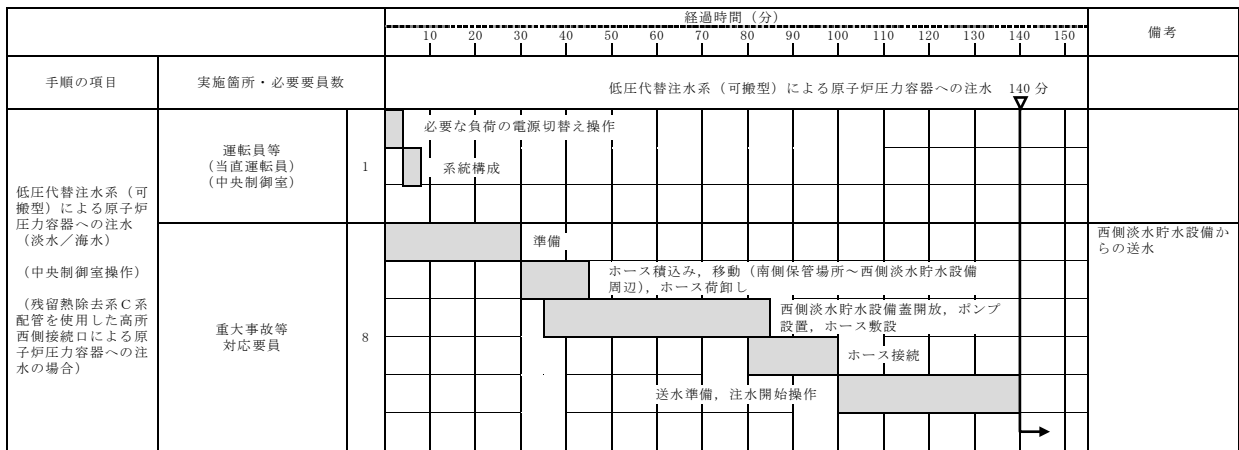 経過時間（分）
備考
10 20 30 40 50 60 70 80 90 100 110 120 130 140 150
手順の項目
実施箇所・必要要員数
低圧代替注水系（可搬型）による原子炉圧力容器への注水 140 分
低圧代替注水系（可
搬型）による原子炉
圧力容器への注水
（淡水／海水）
（中央制御室操作）
（残留熱除去系Ｃ系
配管を使用した高所
西側接続口による原
子炉圧力容器への注
水の場合）
運転員等
（当直運転員）
（中央制御室）
1
必要な負荷の電源切替え操作
系統構成
重大事故等
対応要員
8
準備
ホース積込み，移動（南側保管場所～西側淡水貯水設備
周辺），ホース荷卸し
西側淡水貯水設備蓋開放，ポンプ
設置，ホース敷設
ホース接続
送水準備，注水開始操作
西側淡水貯水設備か
らの送水